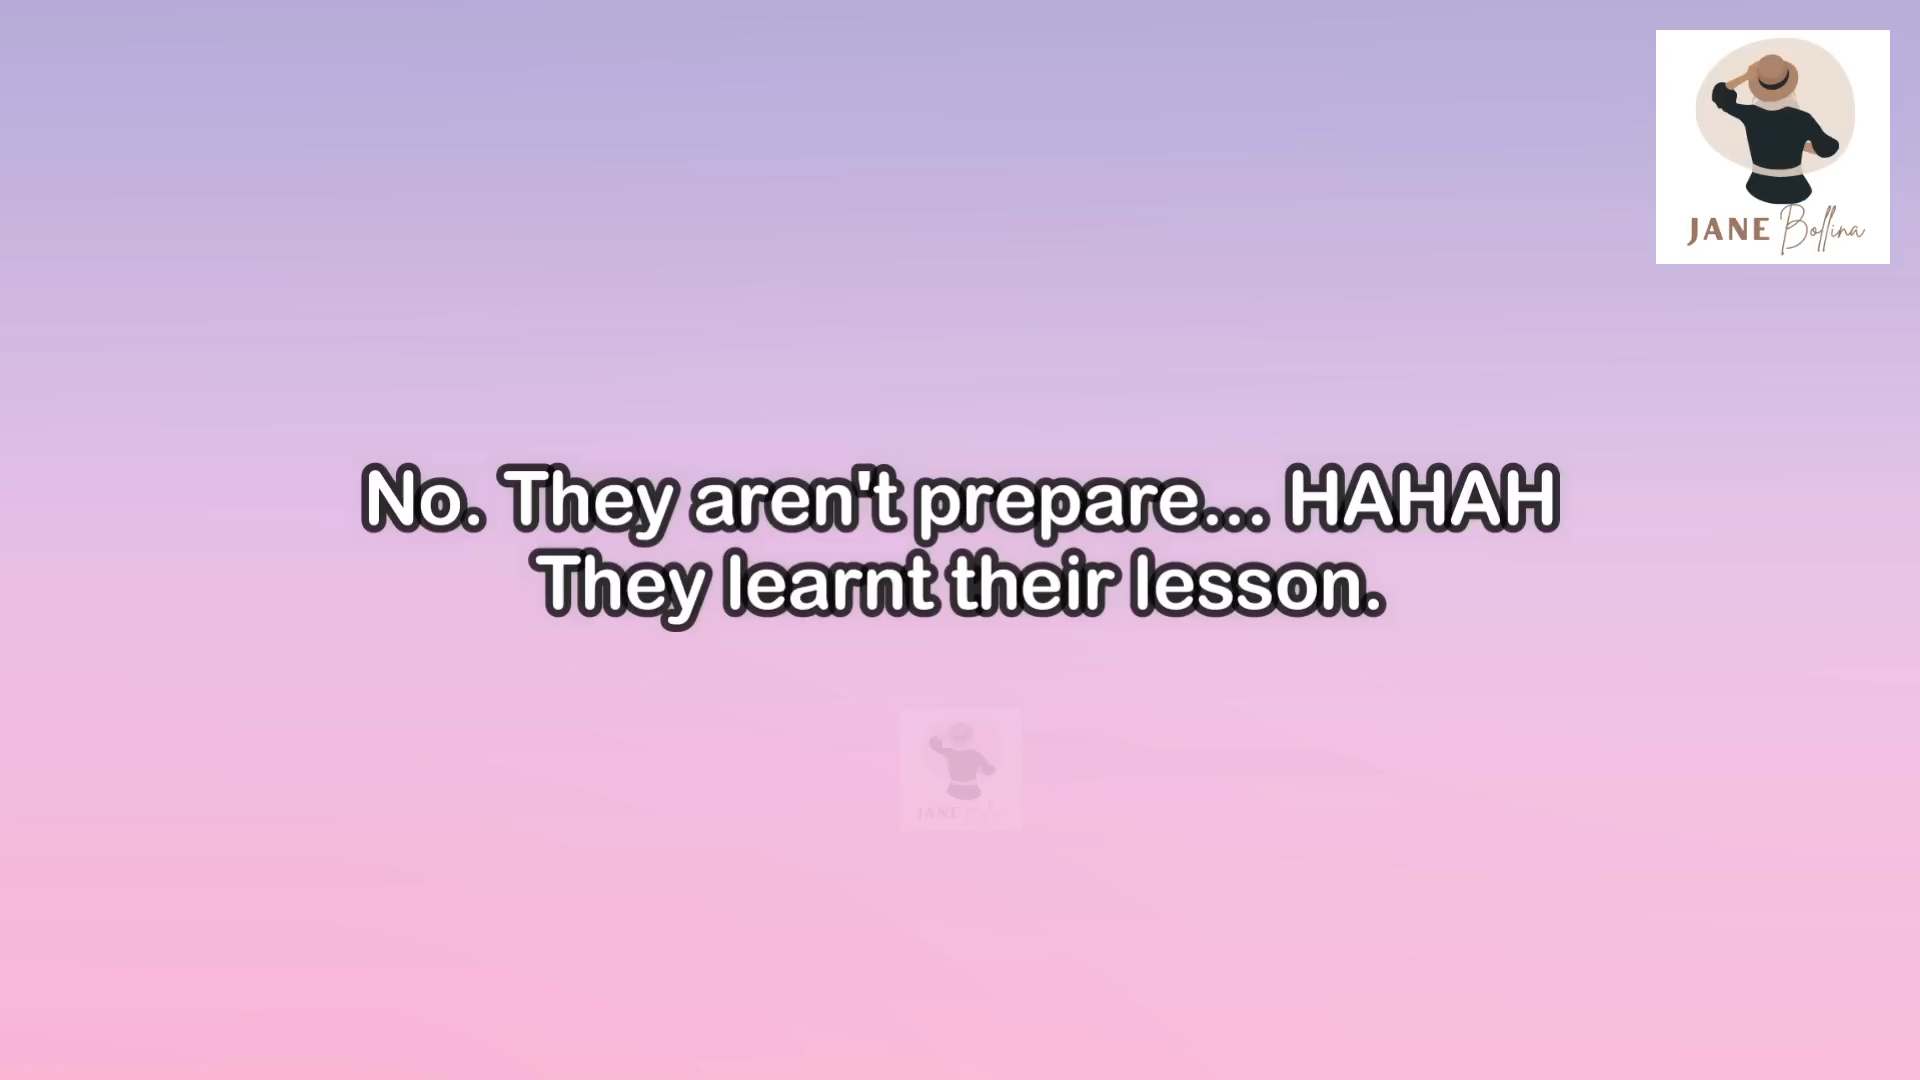 JANE Bollina
No. They aren't prepare... HAHAH
They learnt their lesson.
JANE